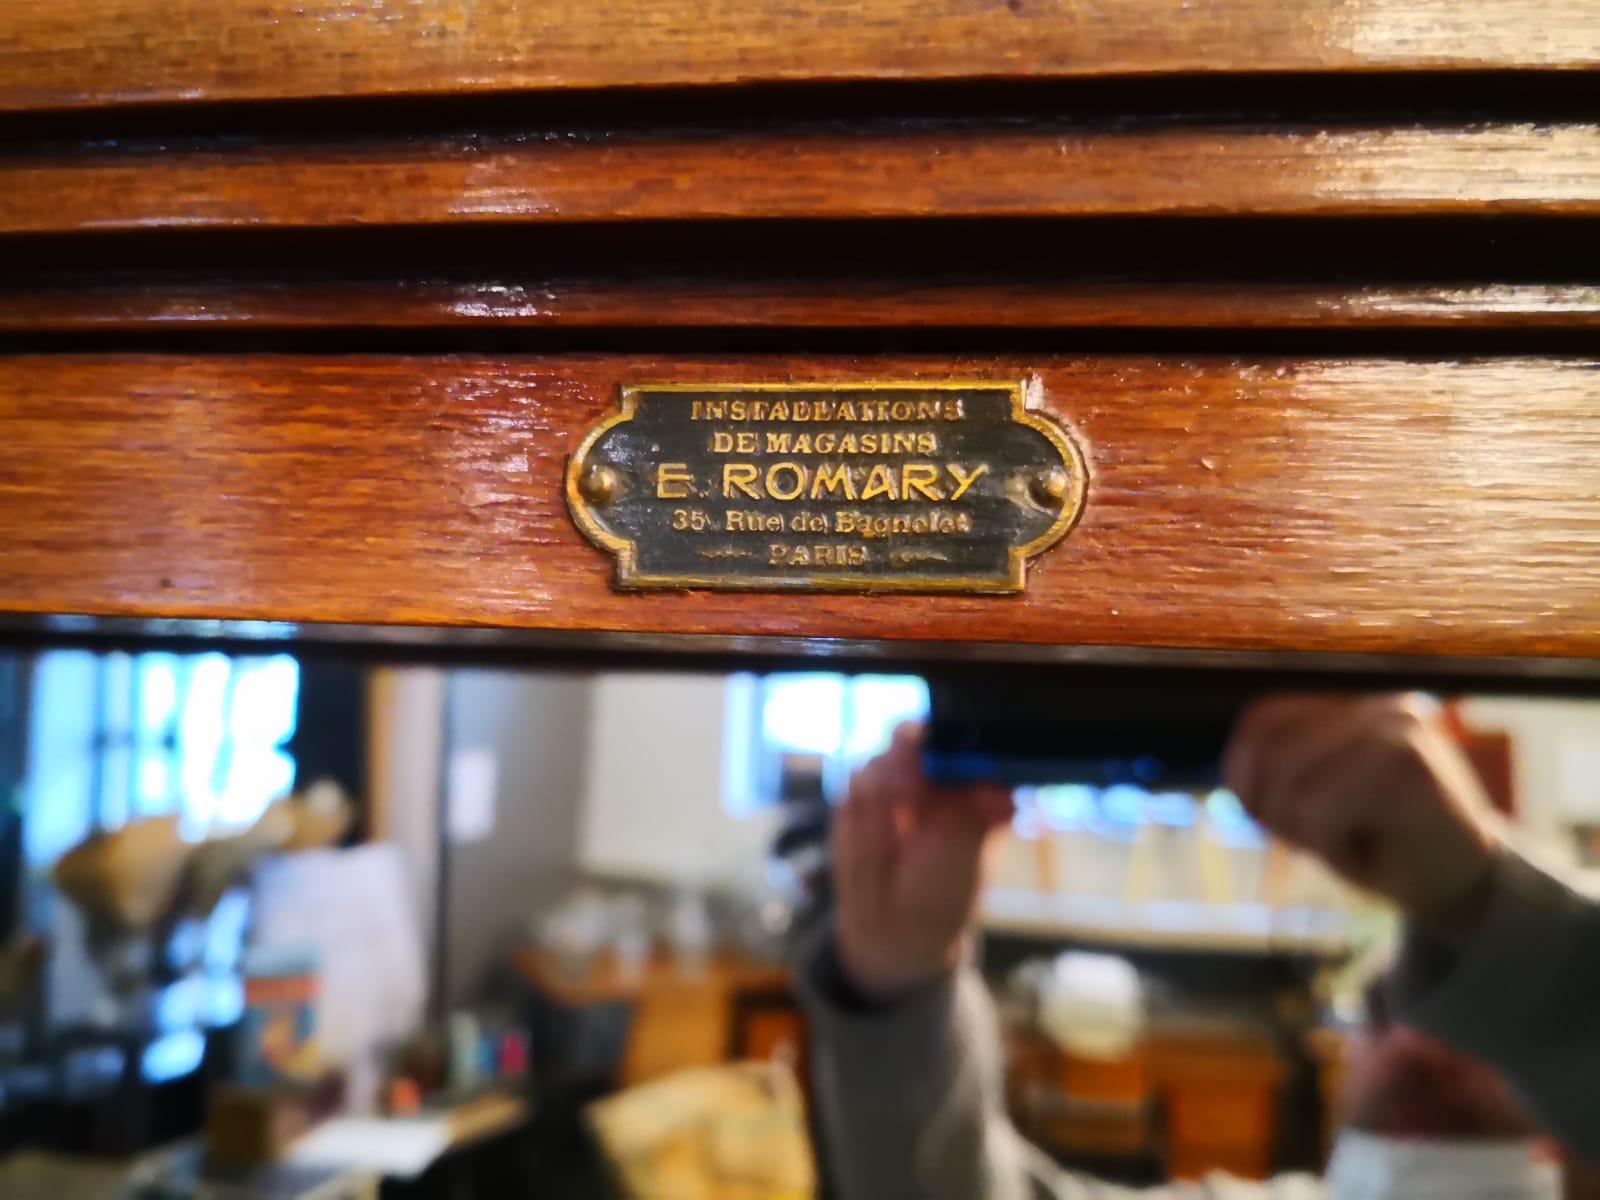 INSTALLATIONS
DE MAGASINS
E. ROMARY
35, Rue de Bagnolet
PARIS